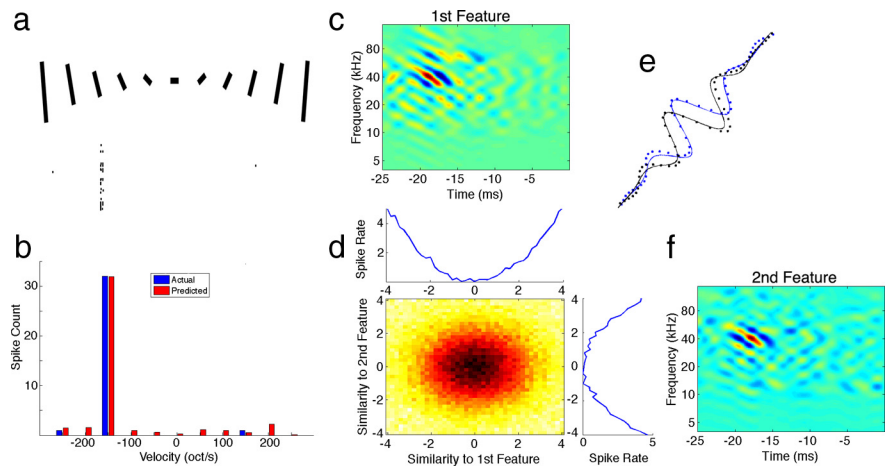 a
b
Spike Count
30
20
10
Actual
Predicted
-200
-100
0
100
200
Velocity (oct/s)
c
1st Feature
Frequency (kHz)
80
40
20
10
5
-25
-20
-15
-10
-5
Time (ms)
d
Spike Rate
4
2
-4
-2
0
2
4
Similarity to 2nd Feature
4
2
0
-2
-4
-4
-2
0
2
4
Similarity to 1st Feature
4
2
0
-2
-4
0
5
Spike Rate
e
f
2nd Feature
Frequency (kHz)
80
40
20
10
5
-25
-20
-15
-10
-5
Time (ms)